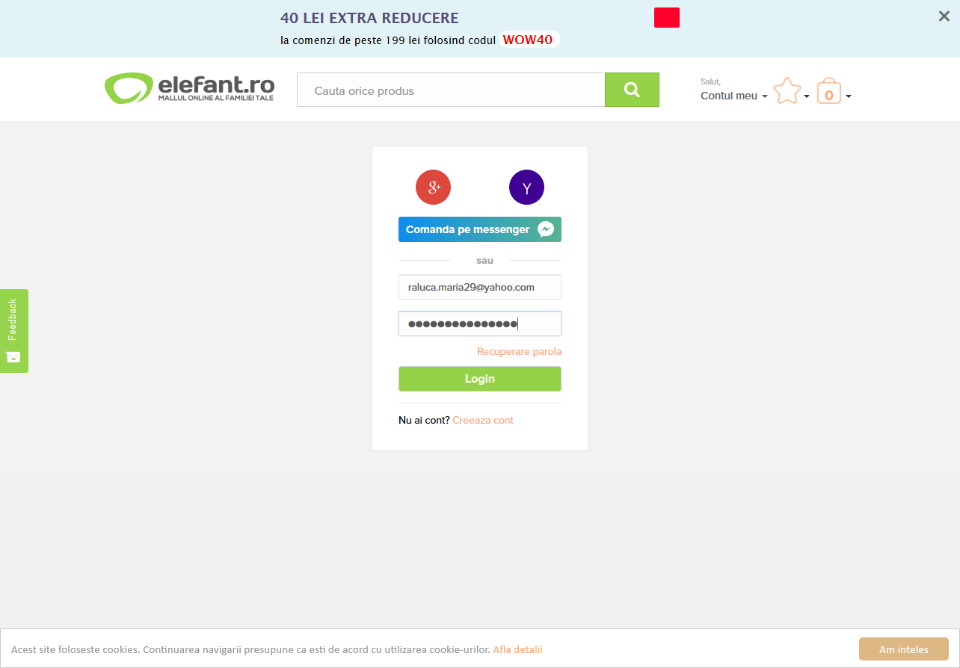 40 LEI EXTRA REDUCERE
la comenzi de peste 199 lei folosind codul WOW40
elefant.ro
MALLUL ONLINE AL FAMILIEI TALE
Cauta orice produs
Salut,
Contul meu
0
g+
Y
Comanda pe messenger
sau
raluca.maria29@yahoo.com
Recuperare parola
Login
Nu ai cont? Creeaza cont
Feedback
Acest site foloseste cookies. Continuarea navigarii presupune ca esti de acord cu utilizarea cookie-urilor. Afla detalii
Am inteles